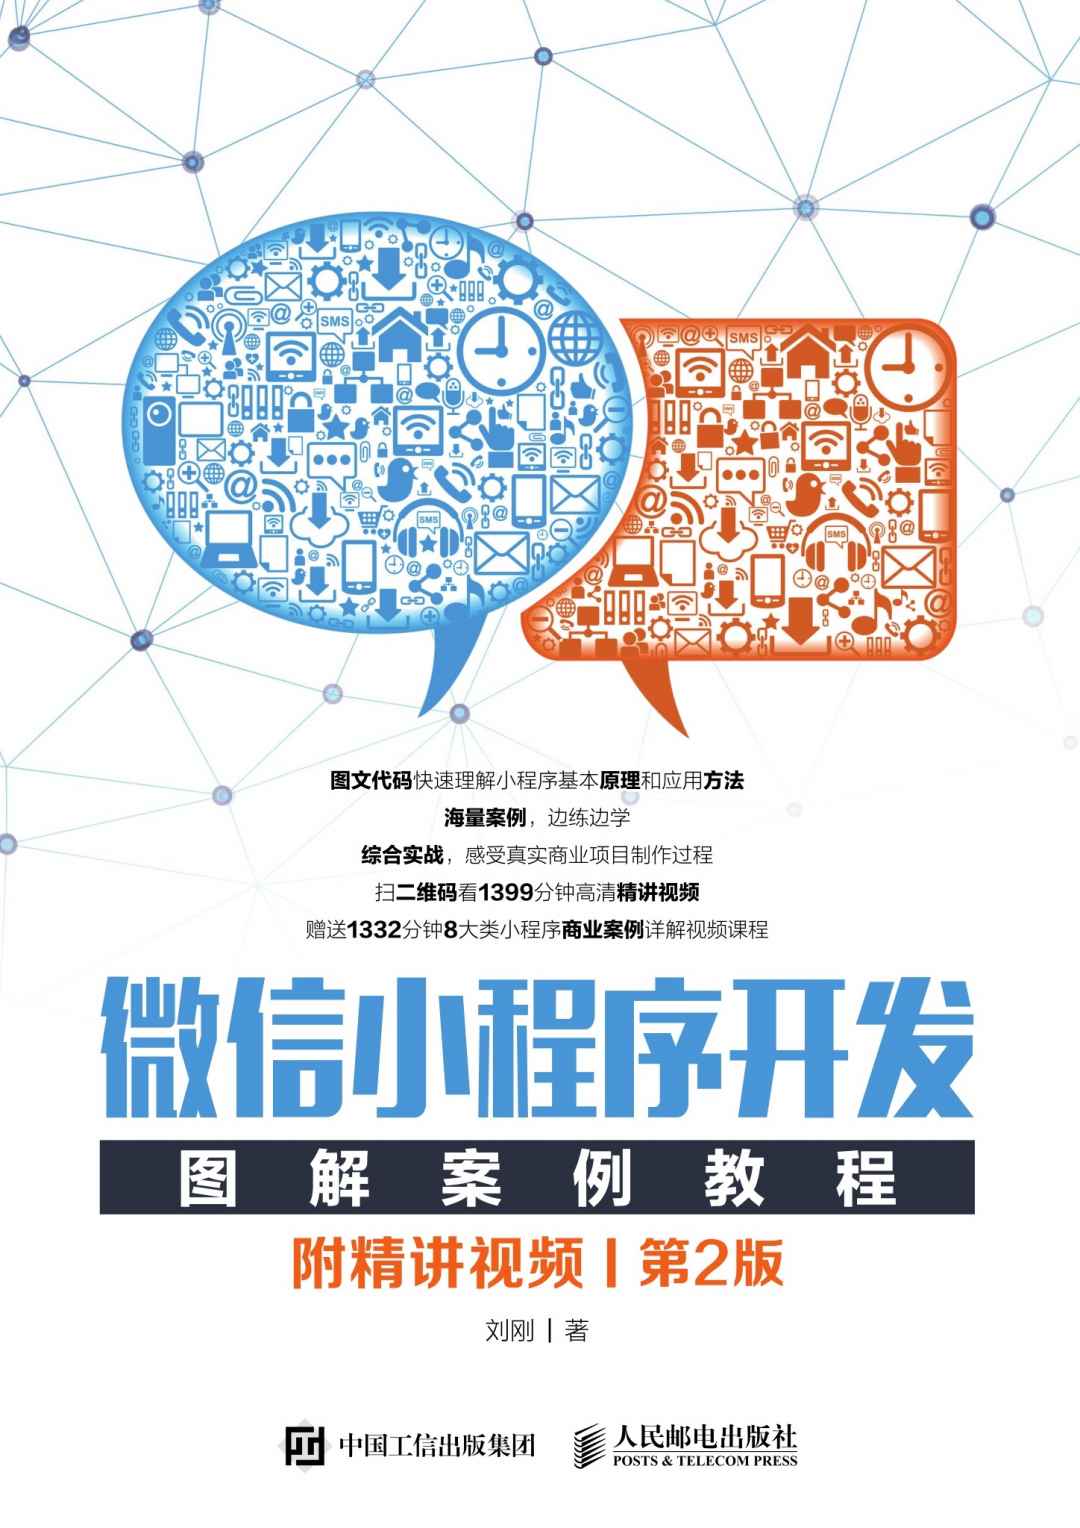 SMS
SMS
SMS
SMS
图文代码快速理解小程序基本原理和应用方法
海量案例，边练边学
综合实战，感受真实商业项目制作过程
扫二维码看1399分钟高清精讲视频
赠送1332分钟8大类小程序商业案例详解视频课程
微信小程序开发
图解案例教程
附精讲视频 | 第2版
刘刚 | 著
中国工信出版集团
人民邮电出版社
POSTS & TELECOM PRESS